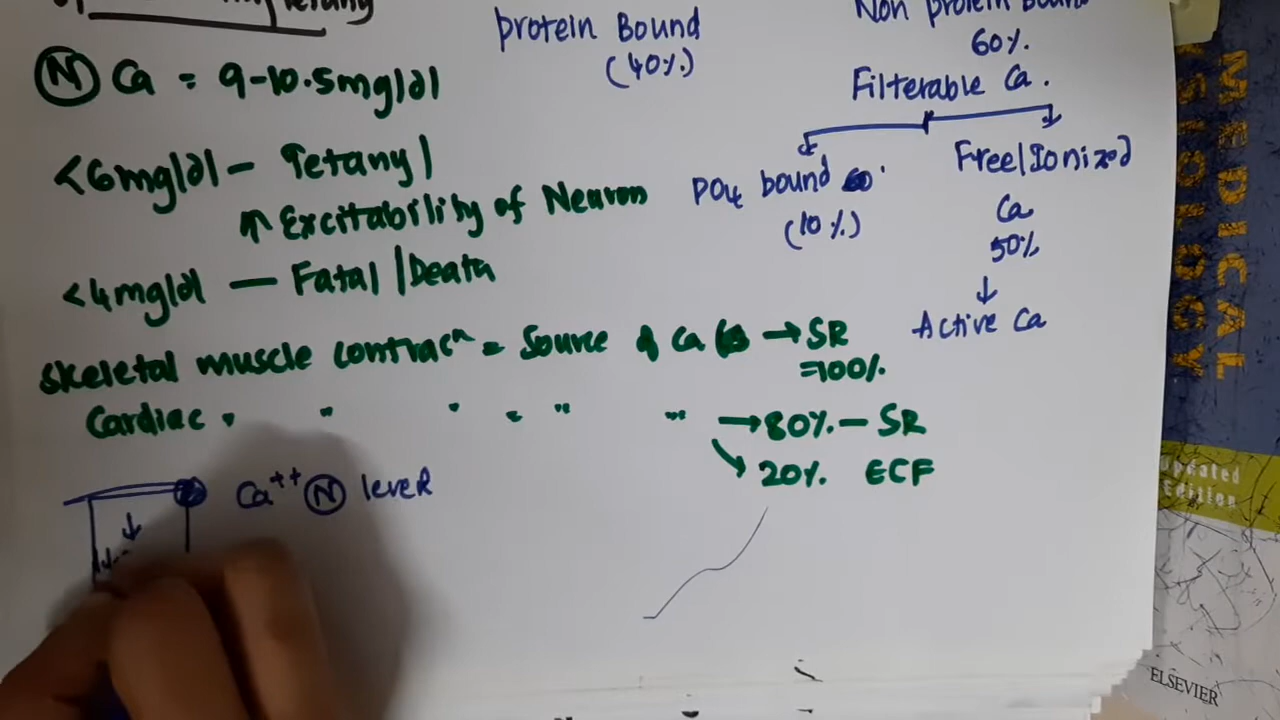 Tetany
Ⓝ Ca = 9-10.5mg/dl
<6mg/dl - Tetany/
↑ Excitability of Neuron
<4mg/dl — Fatal/Death
Skeletal muscle contracⁿ = Source of Ca → SR
=100%
Cardiac " " " = " " → 80% - SR
20% ECF
protein Bound
(40%)
Non protein Bound
60%
Filterable Ca.
PO4 bound
(10%)
Free/Ionized
Ca
50%
↓
Active Ca
Ca++ Ⓝ level
MEDICAL
Updated
Edition
ELSEVIER